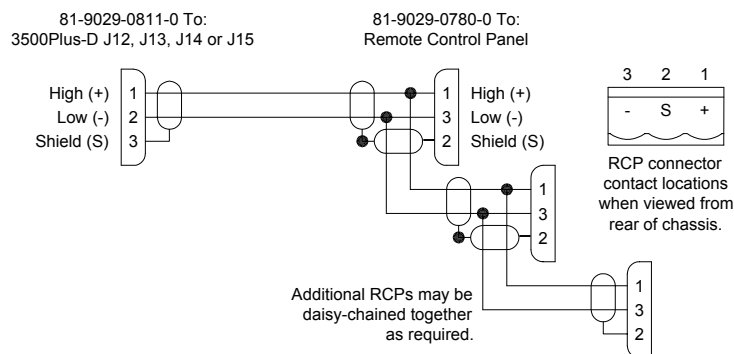 81-9029-0811-0 To:
3500Plus-D J12, J13, J14 or J15
81-9029-0780-0 To:
Remote Control Panel
High (+)
Low (-)
Shield (S)
1
2
3
1
3
2
High (+)
Low (-)
Shield (S)
3 2 1
- S +
RCP connector
contact locations
when viewed from
rear of chassis.
1
3
2
Additional RCPs may be
daisy-chained together
as required.
1
3
2